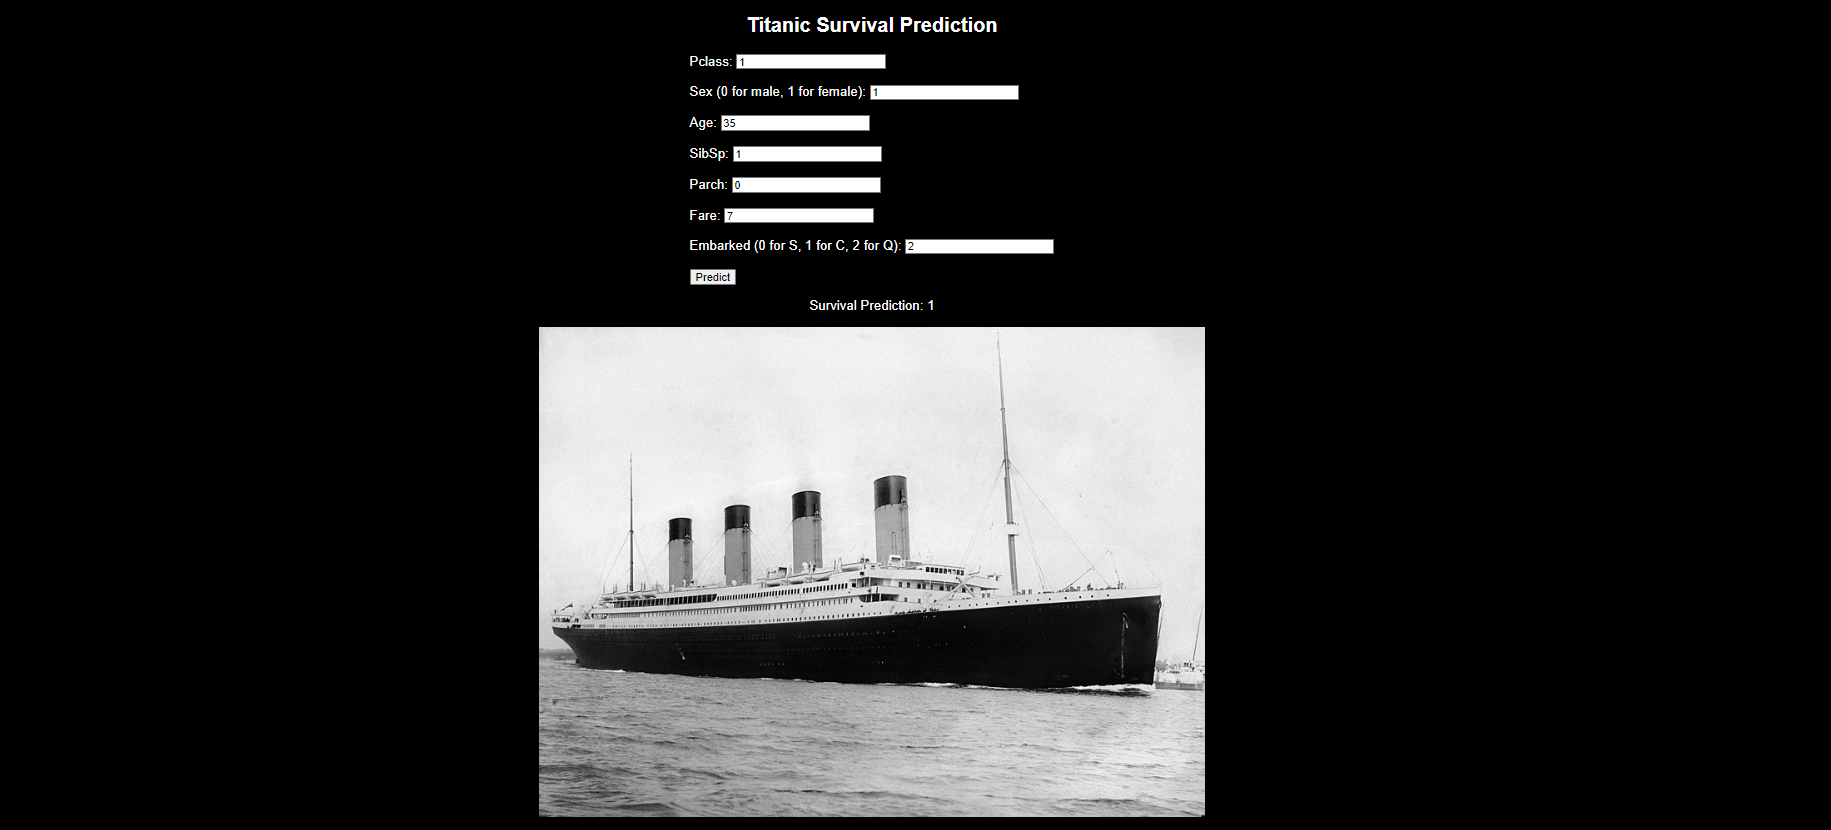 Titanic Survival Prediction
Pclass: 1
Sex (0 for male, 1 for female): 1
Age: 35
SibSp: 1
Parch: 0
Fare: 7
Embarked (0 for S, 1 for C, 2 for Q): 2
Predict
Survival Prediction: 1